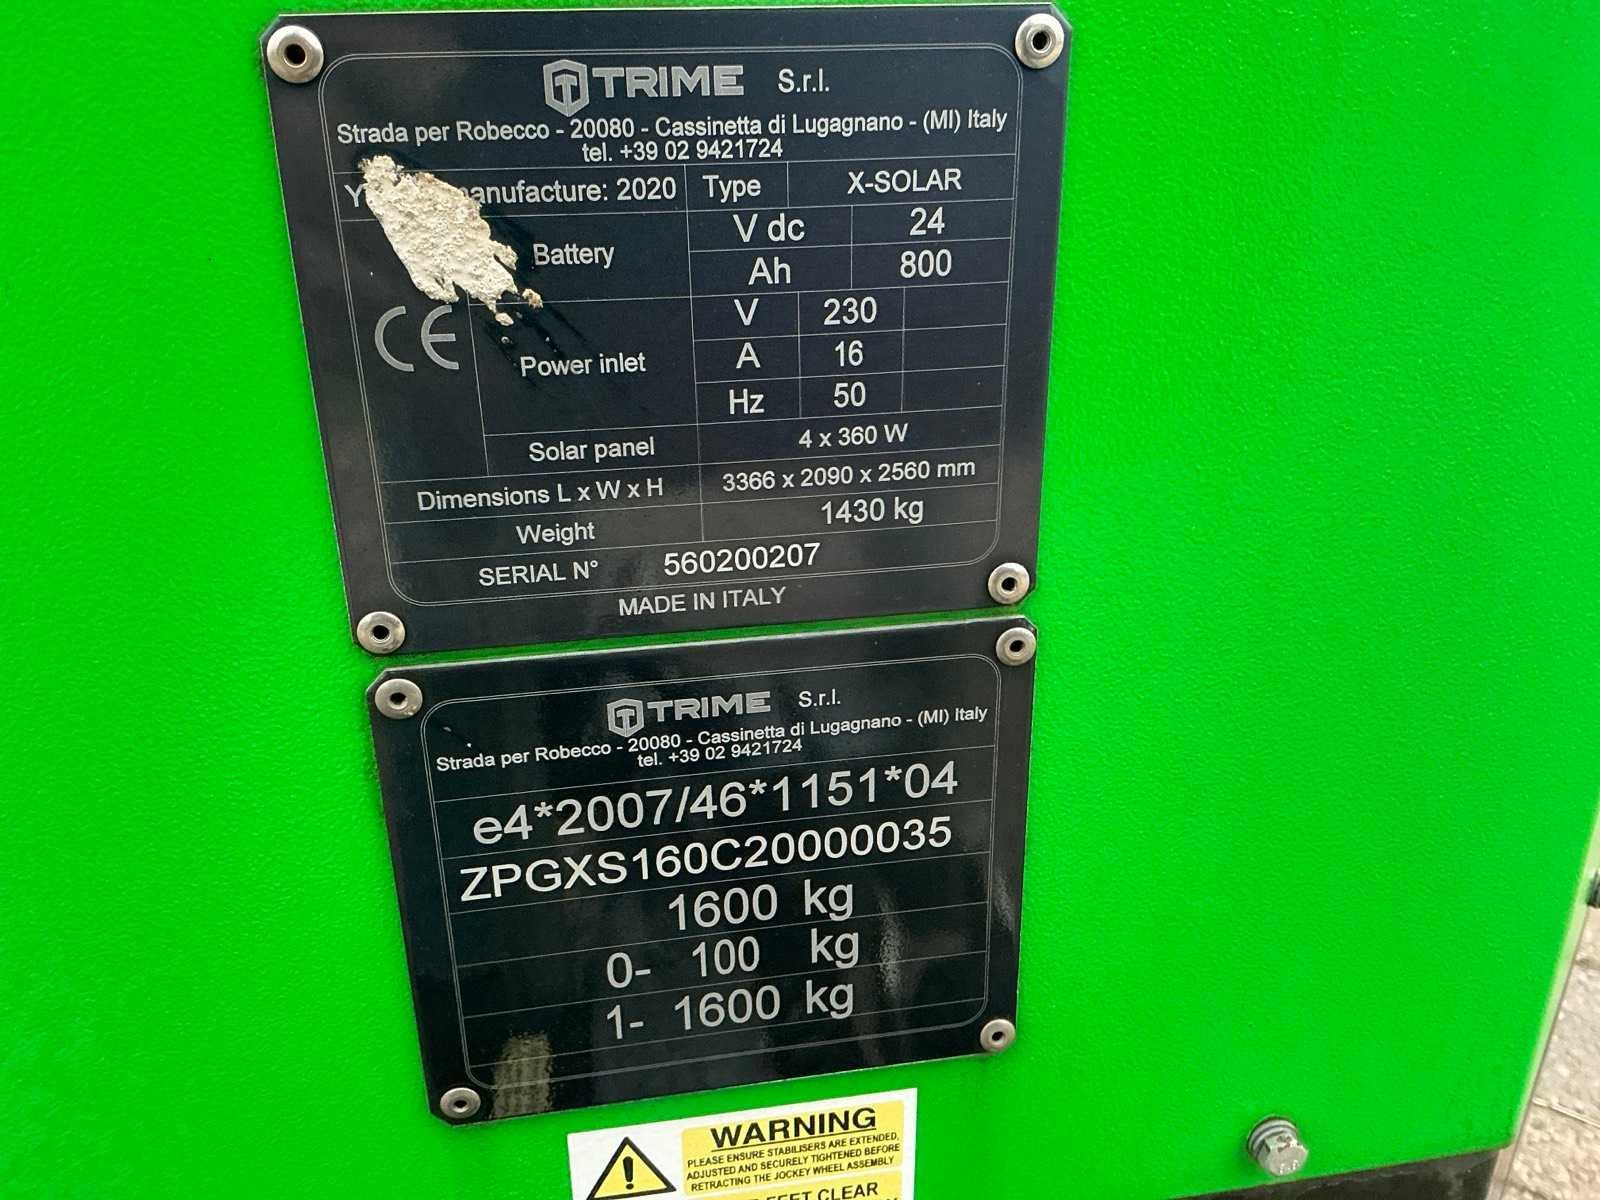 TRIME S.r.l.
Strada per Robecco - 20080 - Cassinetta di Lugagnano - (MI) Italy
tel. +39 02 9421724
manufacture: 2020 Type X-SOLAR
Battery V dc 24
Ah 800
CE
Power inlet V 230
A 16
Hz 50
Solar panel 4 x 360 W
Dimensions L x W x H 3366 x 2090 x 2560 mm
Weight 1430 kg
SERIAL N° 560200207
MADE IN ITALY
TRIME S.r.l.
Strada per Robecco - 20080 - Cassinetta di Lugagnano - (MI) Italy
tel. +39 02 9421724
e4*2007/46*1151*04
ZPGXS160C20000035
1600 kg
0- 100 kg
1- 1600 kg
WARNING
PLEASE ENSURE STABILISERS ARE EXTENDED,
ADJUSTED AND SECURELY TIGHTENED BEFORE
RETRACTING THE JOCKEY WHEEL ASSEMBLY
FEET CLEAR